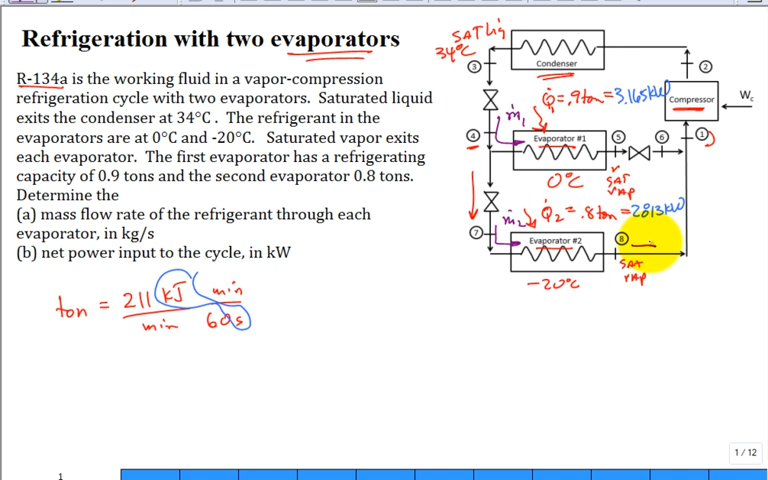 Refrigeration with two evaporators
R-134a is the working fluid in a vapor-compression
refrigeration cycle with two evaporators. Saturated liquid
exits the condenser at 34°C . The refrigerant in the
evaporators are at 0°C and -20°C. Saturated vapor exits
each evaporator. The first evaporator has a refrigerating
capacity of 0.9 tons and the second evaporator 0.8 tons.
Determine the
(a) mass flow rate of the refrigerant through each
evaporator, in kg/s
(b) net power input to the cycle, in kW
ton = 211 kJ / min min / 60 s
SAT liq
34°C
Condenser
3
2
Q̇ = .9 ton = 3.165 kW
Compressor
Wc
ṁ1
4
Evaporator #1
5
6
1
0°C
SAT
VAP
ṁ2
Q̇2 = .8 ton = 2.813 kW
7
Evaporator #2
8
-20°C
SAT
VAP
1 / 12
1